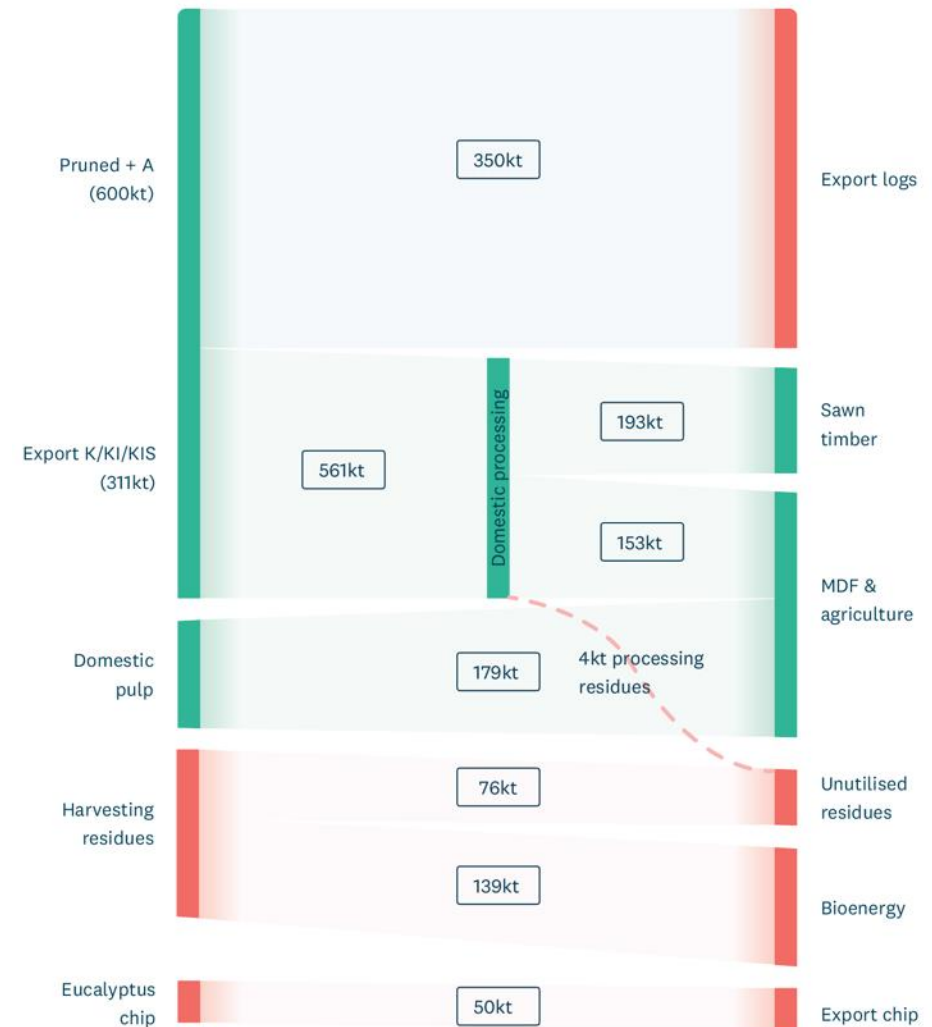 Pruned + A
(600kt)
350kt
Export logs
Export K/KI/KIS
(311kt)
561kt
Domestic processing
193kt
Sawn
timber
153kt
MDF &
agriculture
Domestic
pulp
179kt
4kt processing
residues
Harvesting
residues
76kt
Unutilised
residues
139kt
Bioenergy
Eucalyptus
chip
50kt
Export chip